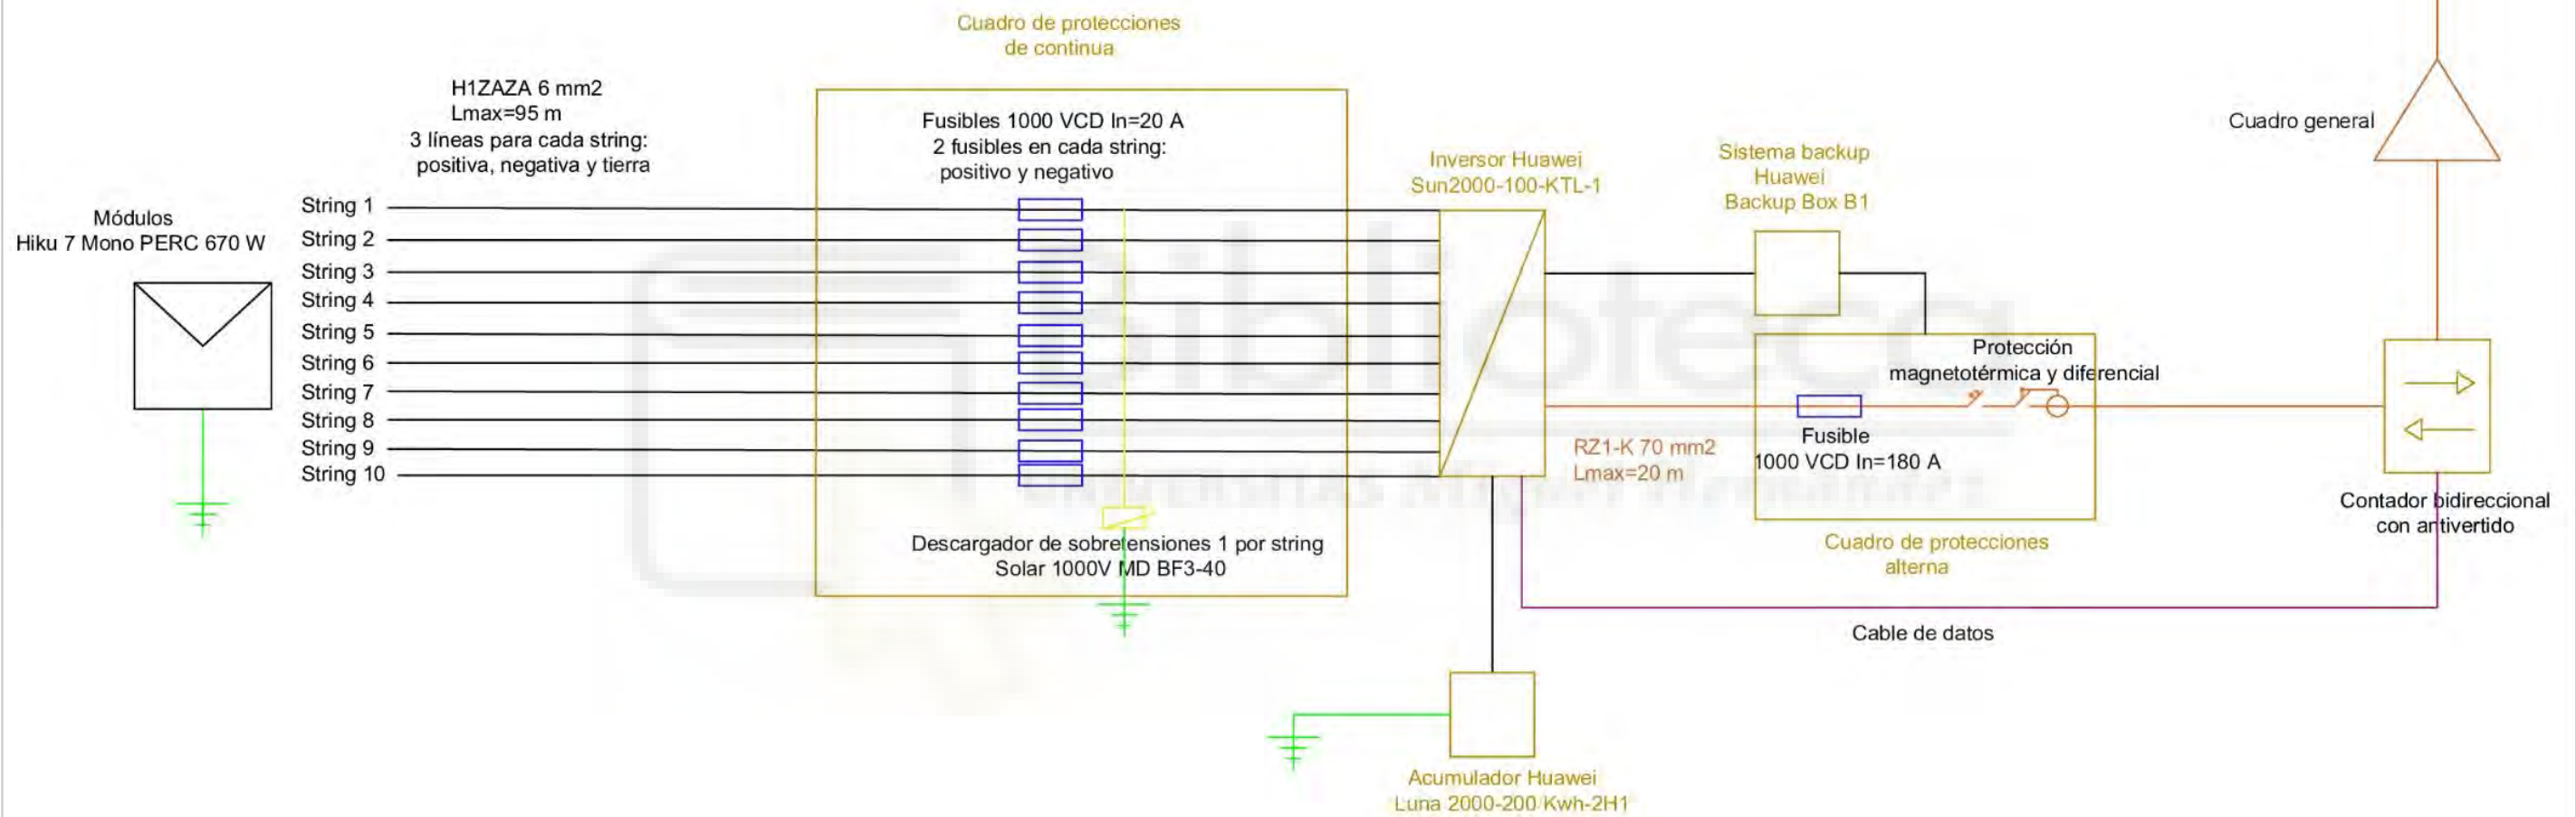 Cuadro de protecciones
de continua
H1ZAZA 6 mm2
Lmax=95 m
3 líneas para cada string:
positiva, negativa y tierra
Fusibles 1000 VCD In=20 A
2 fusibles en cada string:
positivo y negativo
Cuadro general
Inversor Huawei
Sun2000-100-KTL-1
Sistema backup
Huawei
Backup Box B1
Módulos
Hiku 7 Mono PERC 670 W
String 1
String 2
String 3
String 4
String 5
String 6
String 7
String 8
String 9
String 10
Biblioteca
Protección
magnetotérmica y diferencial
RZ1-K 70 mm2
Lmax=20 m
Fusible
1000 VCD In=180 A
UNIVERSITAS Miguel Hernández
Contador bidireccional
con antivertido
Descargador de sobretensiones 1 por string
Solar 1000V MD BF3-40
Cuadro de protecciones
alterna
Cable de datos
Acumulador Huawei
Luna 2000-200 Kwh-2H1